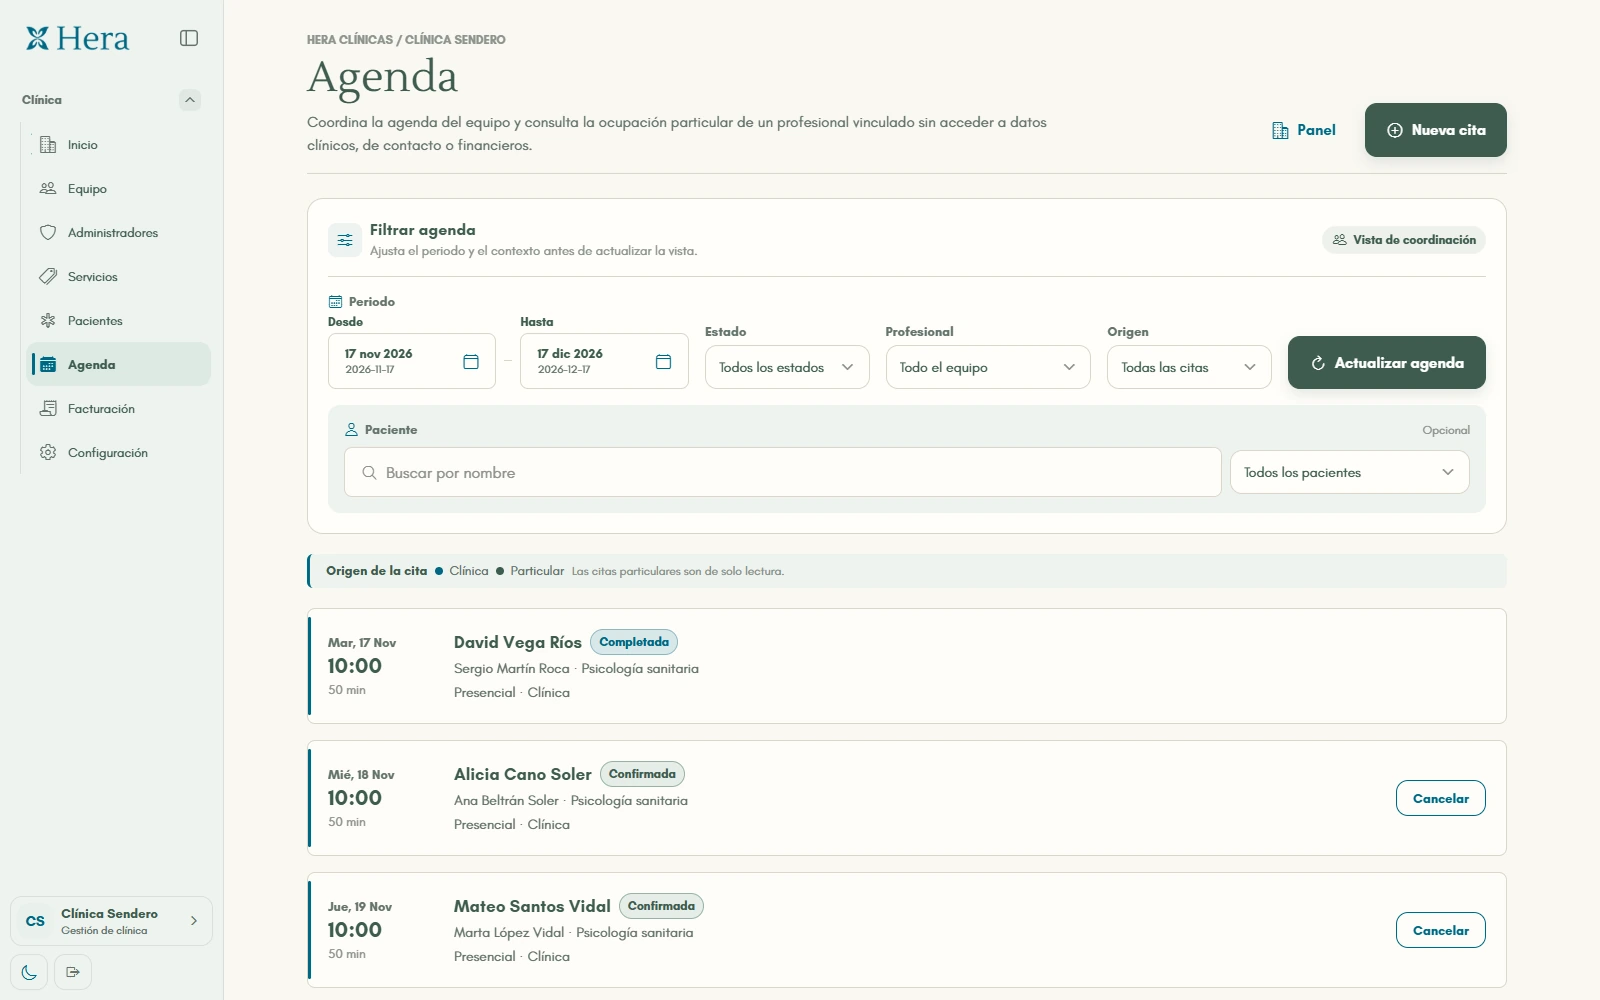 Hera
Clínica
Inicio
Equipo
Administradores
Servicios
Pacientes
Agenda
Facturación
Configuración
CS
Clínica Sendero
Gestión de clínica
HERA CLÍNICAS / CLÍNICA SENDERO
Agenda
Coordina la agenda del equipo y consulta la ocupación particular de un profesional vinculado sin acceder a datos
clínicos, de contacto o financieros.
Panel
Nueva cita
Filtrar agenda
Ajusta el periodo y el contexto antes de actualizar la vista.
Vista de coordinación
Periodo
Desde
17 nov 2026
2026-11-17
Hasta
17 dic 2026
2026-12-17
Estado
Todos los estados
Profesional
Todo el equipo
Origen
Todas las citas
Actualizar agenda
Paciente
Opcional
Buscar por nombre
Todos los pacientes
Origen de la cita Clínica Particular Las citas particulares son de solo lectura.
Mar, 17 Nov
10:00
50 min
David Vega Ríos Completada
Sergio Martín Roca · Psicología sanitaria
Presencial · Clínica
Mié, 18 Nov
10:00
50 min
Alicia Cano Soler Confirmada
Ana Beltrán Soler · Psicología sanitaria
Presencial · Clínica
Cancelar
Jue, 19 Nov
10:00
50 min
Mateo Santos Vidal Confirmada
Marta López Vidal · Psicología sanitaria
Presencial · Clínica
Cancelar